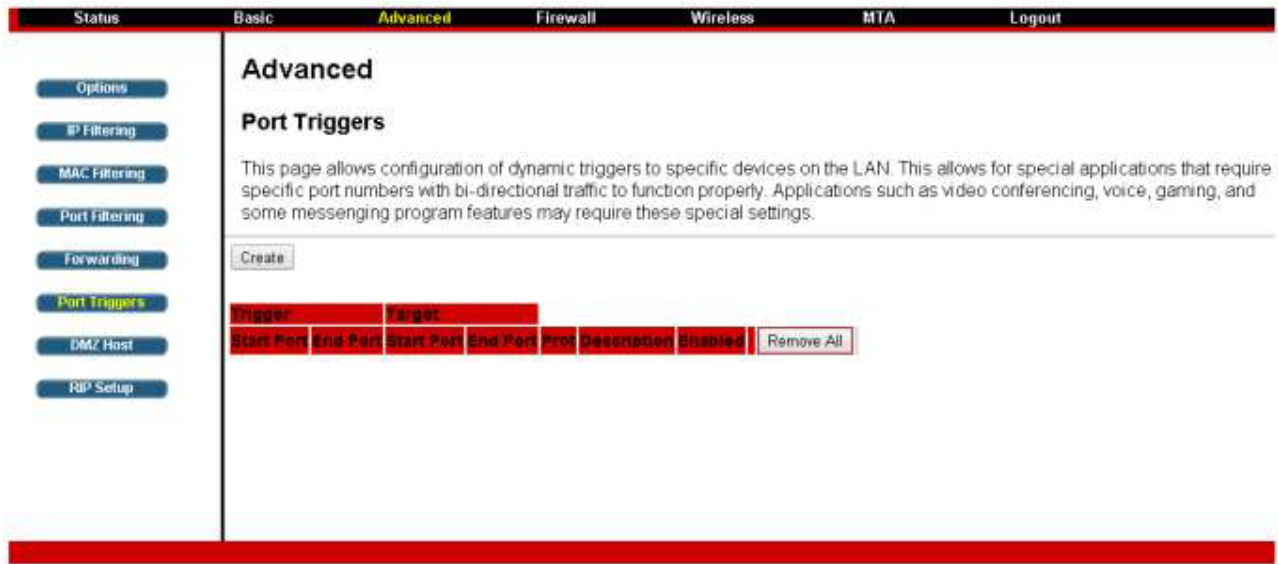 Status Basic Advanced Firewall Wireless MTA Logout
Options
IP Filtering
MAC Filtering
Port Filtering
Forwarding
Port Triggers
DMZ Host
RIP Setup
Advanced
Port Triggers
This page allows configuration of dynamic triggers to specific devices on the LAN. This allows for special applications that require
specific port numbers with bi-directional traffic to function properly. Applications such as video conferencing, voice, gaming, and
some messenging program features may require these special settings.
Create
Trigger Target
Start Port End Port Start Port End Port Prot Description Enabled Remove All